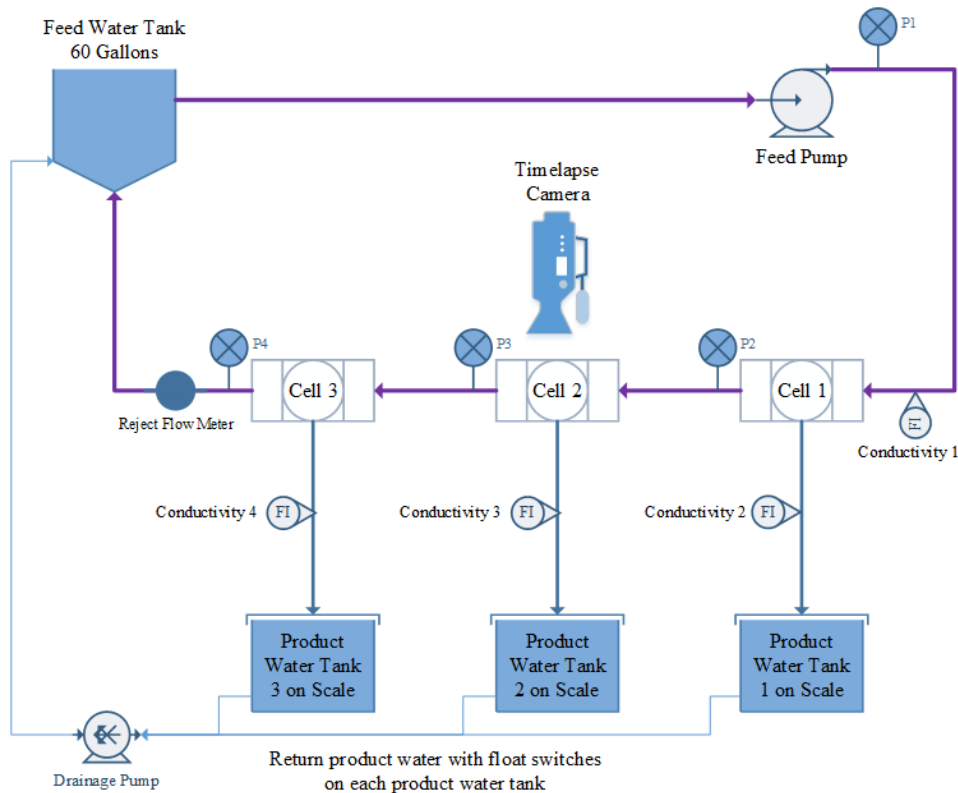 Feed Water Tank
60 Gallons
P1
Feed Pump
Timelapse
Camera
P4
P3
P2
Cell 3
Cell 2
Cell 1
Reject Flow Meter
FI
Conductivity 1
Conductivity 4
FI
Conductivity 3
FI
Conductivity 2
FI
Product
Water Tank
3 on Scale
Product
Water Tank
2 on Scale
Product
Water Tank
1 on Scale
Drainage Pump
Return product water with float switches
on each product water tank